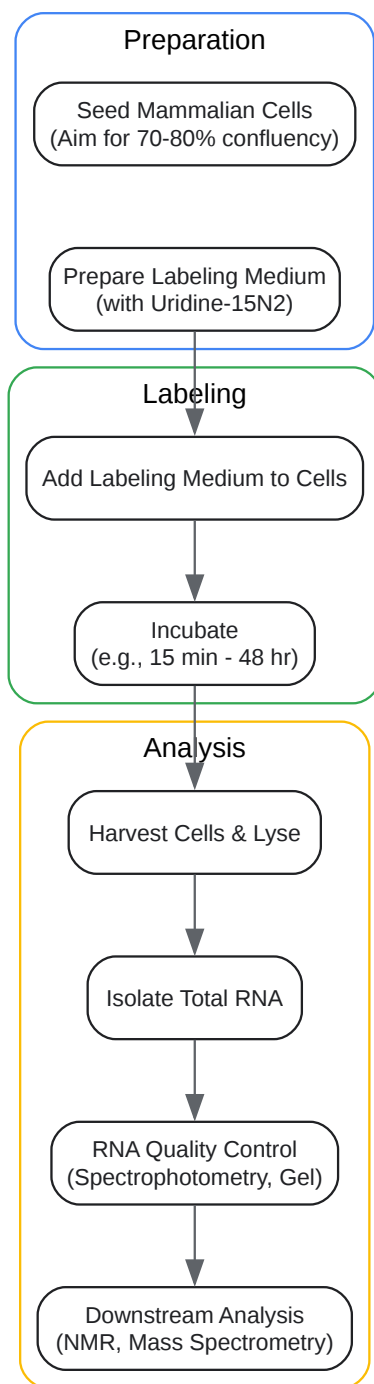 Preparation
Seed Mammalian Cells
(Aim for 70-80% confluency)
Prepare Labeling Medium
(with Uridine-15N2)
Labeling
Add Labeling Medium to Cells
Incubate
(e.g., 15 min - 48 hr)
Analysis
Harvest Cells & Lyse
Isolate Total RNA
RNA Quality Control
(Spectrophotometry, Gel)
Downstream Analysis
(NMR, Mass Spectrometry)